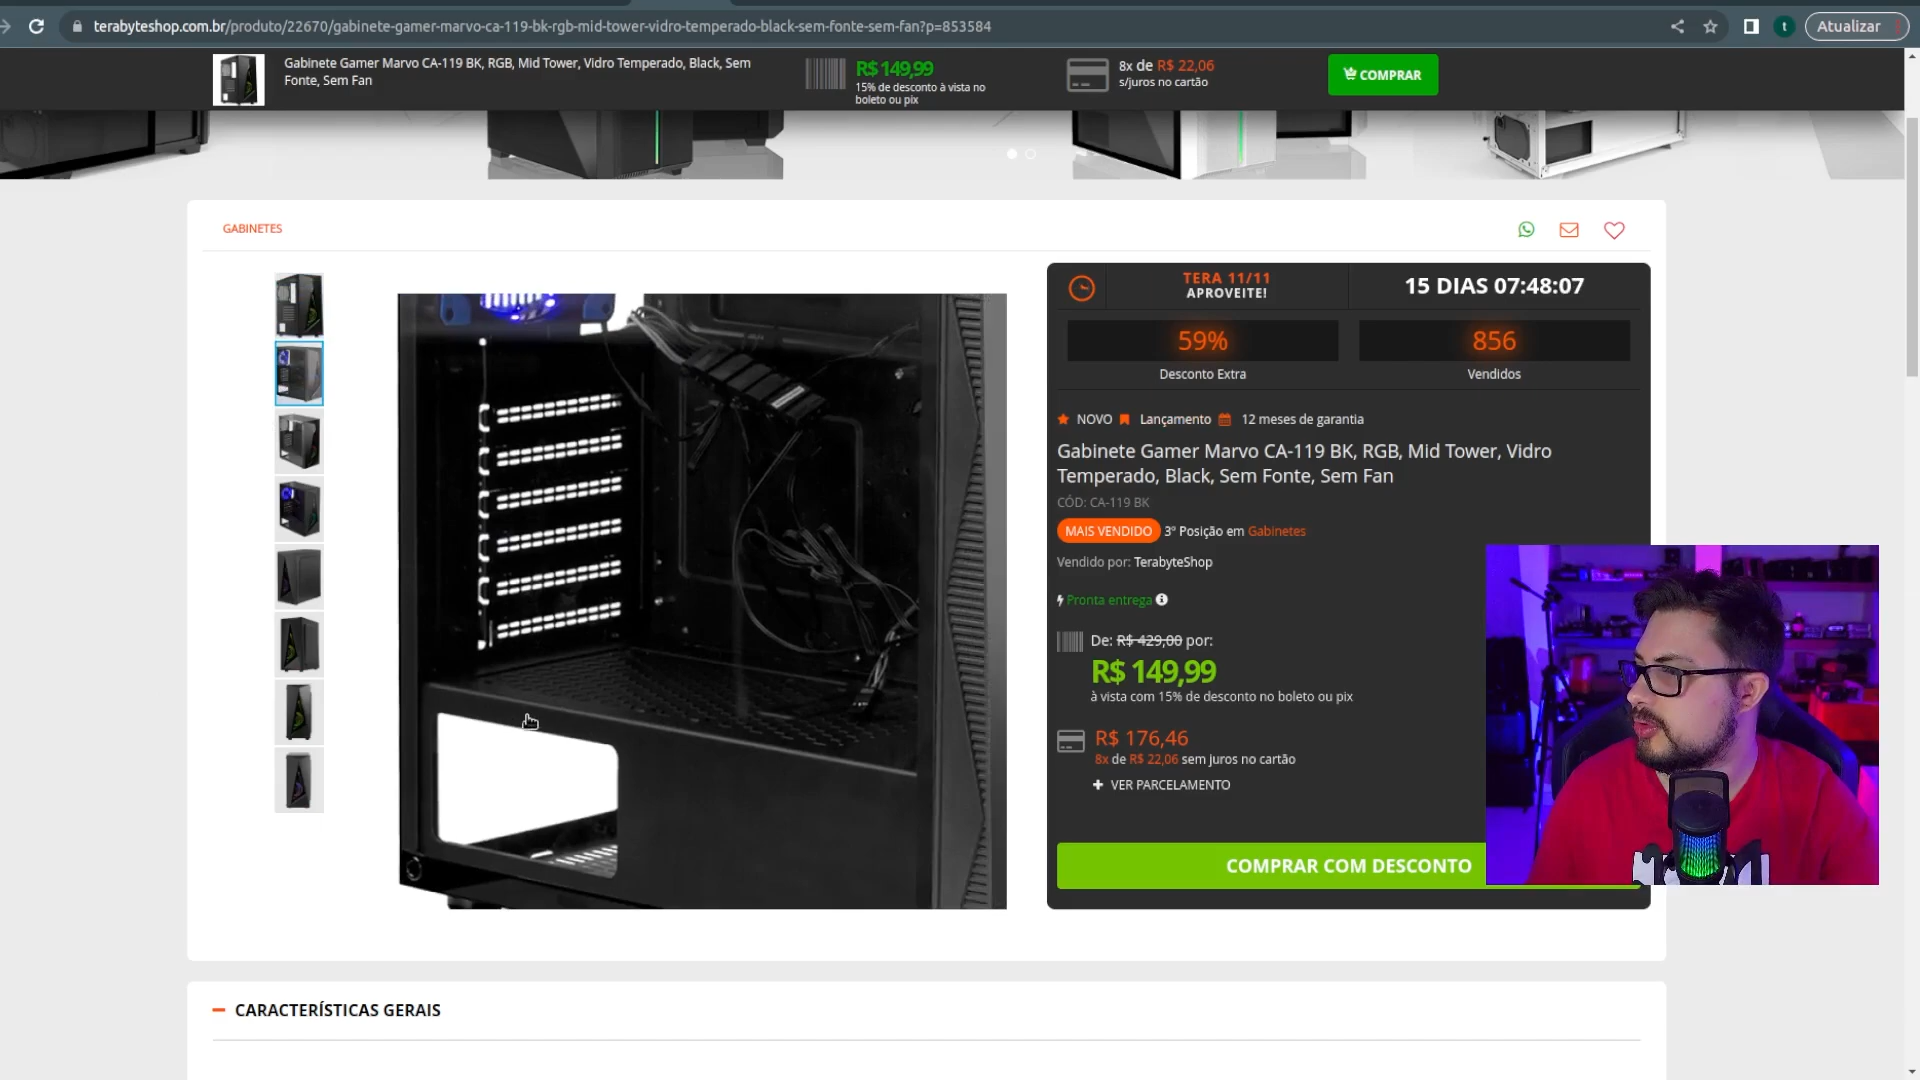 terabyteshop.com.br/produto/22670/gabinete-gamer-marvo-ca-119-bk-rgb-mid-tower-vidro-temperado-black-sem-fonte-sem-fan?p=853584
t
Atualizar
Gabinete Gamer Marvo CA-119 BK, RGB, Mid Tower, Vidro Temperado, Black, Sem
Fonte, Sem Fan
R$ 149,99
15% de desconto à vista no
boleto ou pix
8x de R$ 22,06
s/juros no cartão
COMPRAR
GABINETES
TERA 11/11
APROVEITE!
15 DIAS 07:48:07
59%
Desconto Extra
856
Vendidos
NOVO Lançamento 12 meses de garantia
Gabinete Gamer Marvo CA-119 BK, RGB, Mid Tower, Vidro
Temperado, Black, Sem Fonte, Sem Fan
CÓD: CA-119 BK
MAIS VENDIDO 3º Posição em Gabinetes
Vendido por: TerabyteShop
Pronta entrega
De: R$ 429,00 por:
R$ 149,99
à vista com 15% de desconto no boleto ou pix
R$ 176,46
8x de R$ 22,06 sem juros no cartão
+ VER PARCELAMENTO
COMPRAR COM DESCONTO
CARACTERÍSTICAS GERAIS